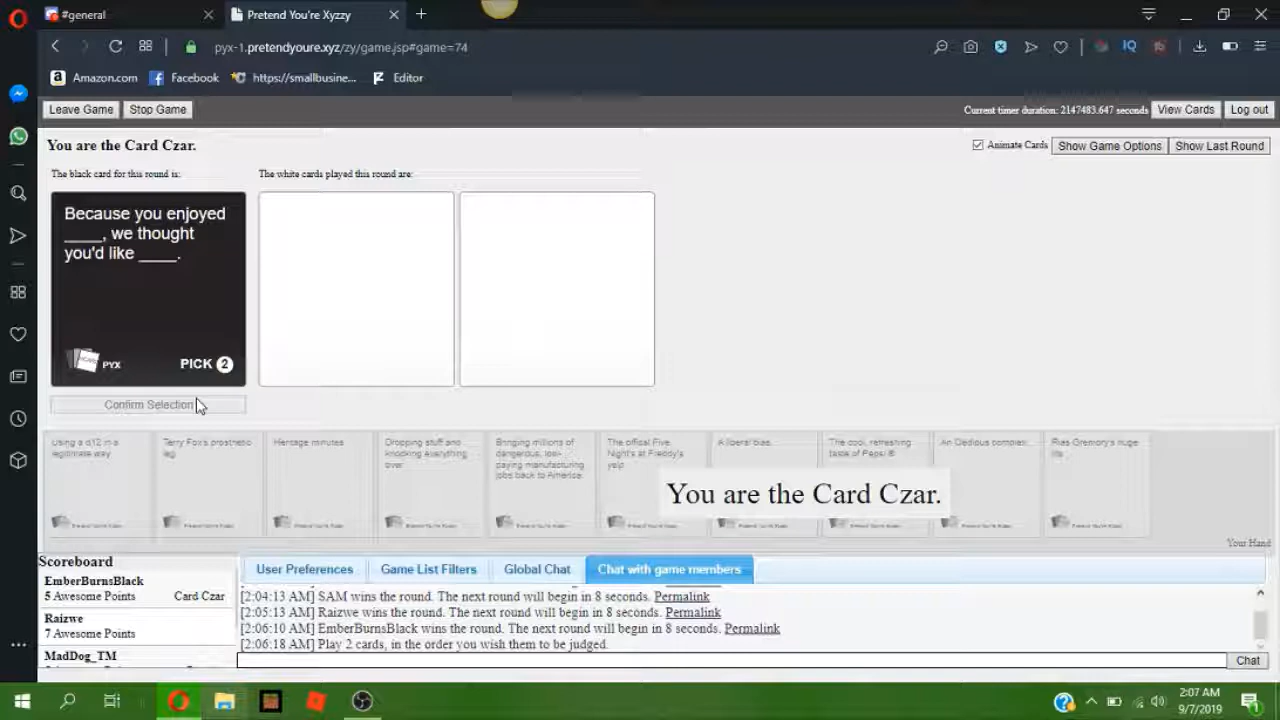 #general
Pretend You're Xyzzy
pyx-1.pretendyoure.xyz/zy/game.jsp#game=74
Amazon.com
Facebook
https://smallbusine...
Editor
Leave Game
Stop Game
Current timer duration: 2147483.647 seconds
View Cards
Log out
You are the Card Czar.
Animate Cards
Show Game Options
Show Last Round
The black card for this round is:
The white cards played this round are:
Because you enjoyed
____, we thought
you'd like ____.
PYX
PICK 2
Confirm Selection
Using a d12 in a
legitimate way
Terry Fox's prosthetic
leg
Heritage minutes
Dropping stuff and
knocking everything
over
Bringing millions of
dangerous, low-
paying manufacturing
jobs back to America.
The official Five
Night's at Freddy's
yelp
A liberal bias.
The cool, refreshing
taste of Pepsi ®
An Oedipus complex.
Rias Gremory's huge
tits
You are the Card Czar.
Your Hand
Scoreboard
EmberBurnsBlack
5 Awesome Points
Card Czar
Raizwe
7 Awesome Points
MadDog_TM
User Preferences
Game List Filters
Global Chat
Chat with game members
[2:04:13 AM] SAM wins the round. The next round will begin in 8 seconds. Permalink
[2:05:13 AM] Raizwe wins the round. The next round will begin in 8 seconds. Permalink
[2:06:10 AM] EmberBurnsBlack wins the round. The next round will begin in 8 seconds. Permalink
[2:06:18 AM] Play 2 cards, in the order you wish them to be judged.
Chat
2:07 AM
9/7/2019